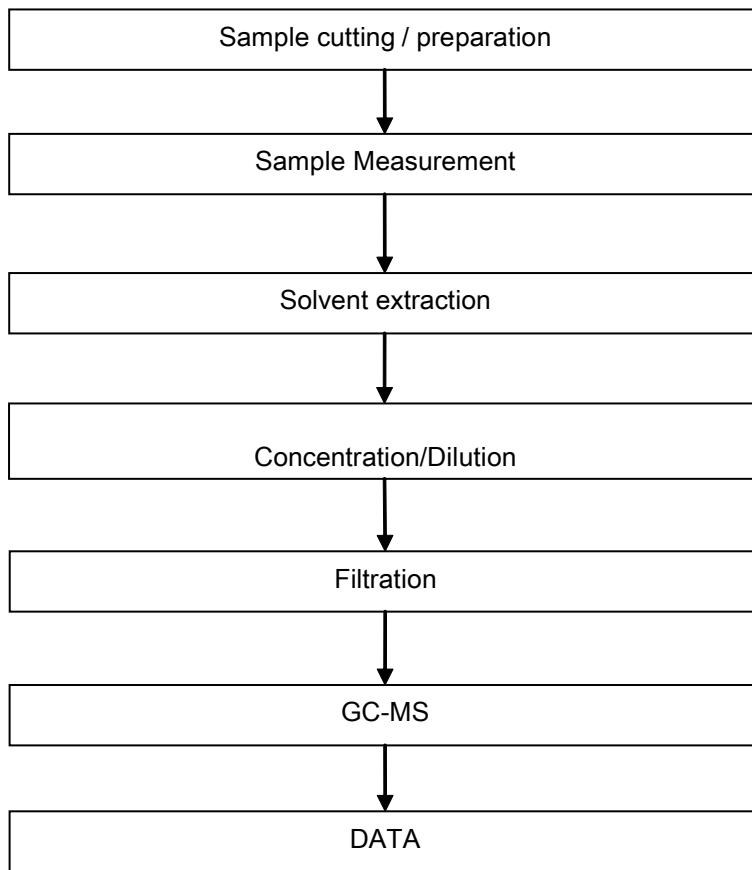 Sample cutting / preparation
Sample Measurement
Solvent extraction
Concentration/Dilution
Filtration
GC-MS
DATA